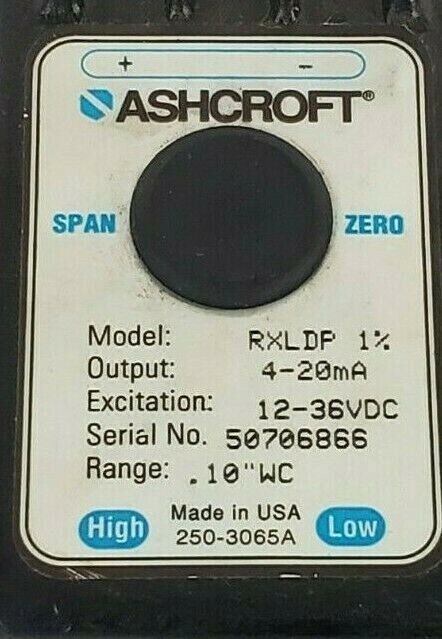 + −
ASHCROFT®
SPAN ZERO
Model: RXLDP 1%
Output: 4-20mA
Excitation: 12-36VDC
Serial No. 50706866
Range: .10"WC
High Made in USA Low
250-3065A